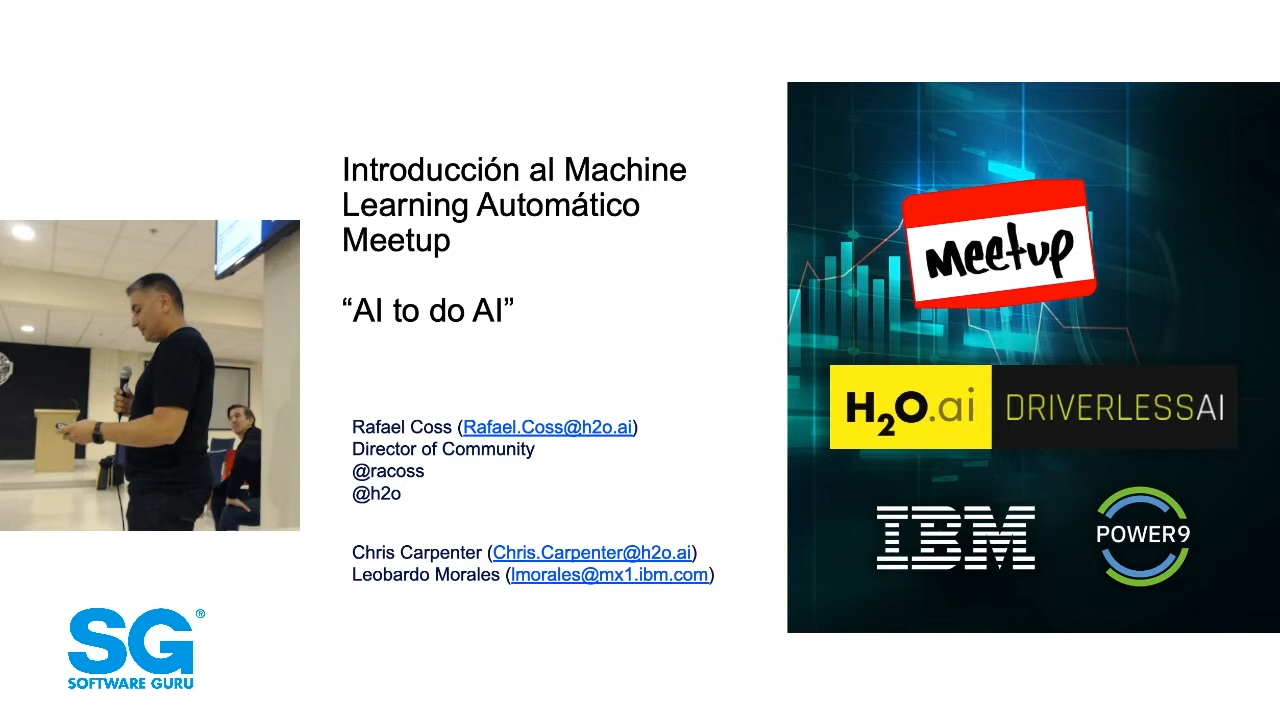 Introducción al Machine
Learning Automático
Meetup
“AI to do AI”
Rafael Coss (Rafael.Coss@h2o.ai)
Director of Community
@racoss
@h2o
Chris Carpenter (Chris.Carpenter@h2o.ai)
Leobardo Morales (lmorales@mx1.ibm.com)
meetup
H2O.ai DRIVERLESSAI
IBM
POWER9
SG®
SOFTWARE GURU